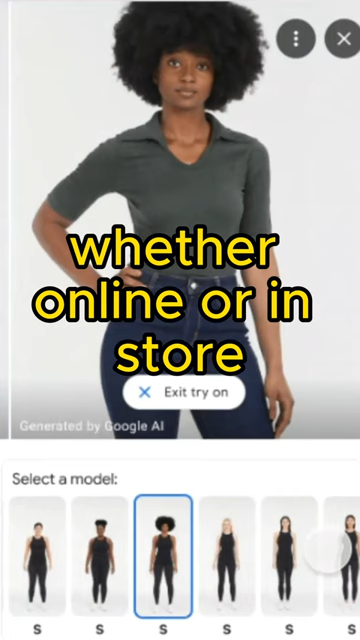 whether
online or in
store
Exit try on
Generated by Google AI
Select a model:
S
S
S
S
S
S